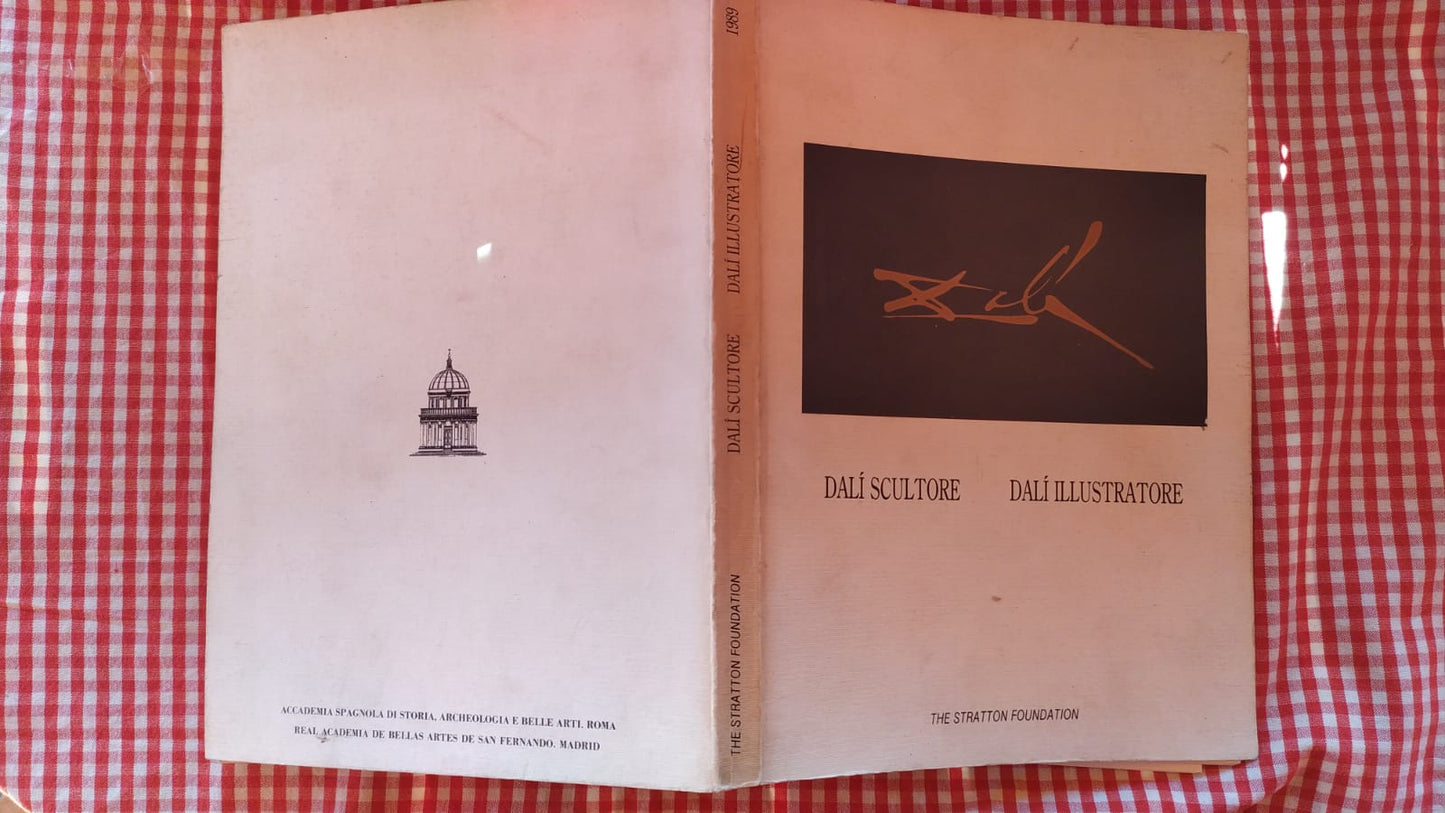 ACCADEMIA SPAGNOLA DI STORIA, ARCHEOLOGIA E BELLE ARTI. ROMA
REAL ACADEMIA DE BELLAS ARTES DE SAN FERNANDO. MADRID
THE STRATTON FOUNDATION DALÍ SCULTORE DALÍ ILLUSTRATORE 1989
Dalí
DALÍ SCULTORE DALÍ ILLUSTRATORE
THE STRATTON FOUNDATION